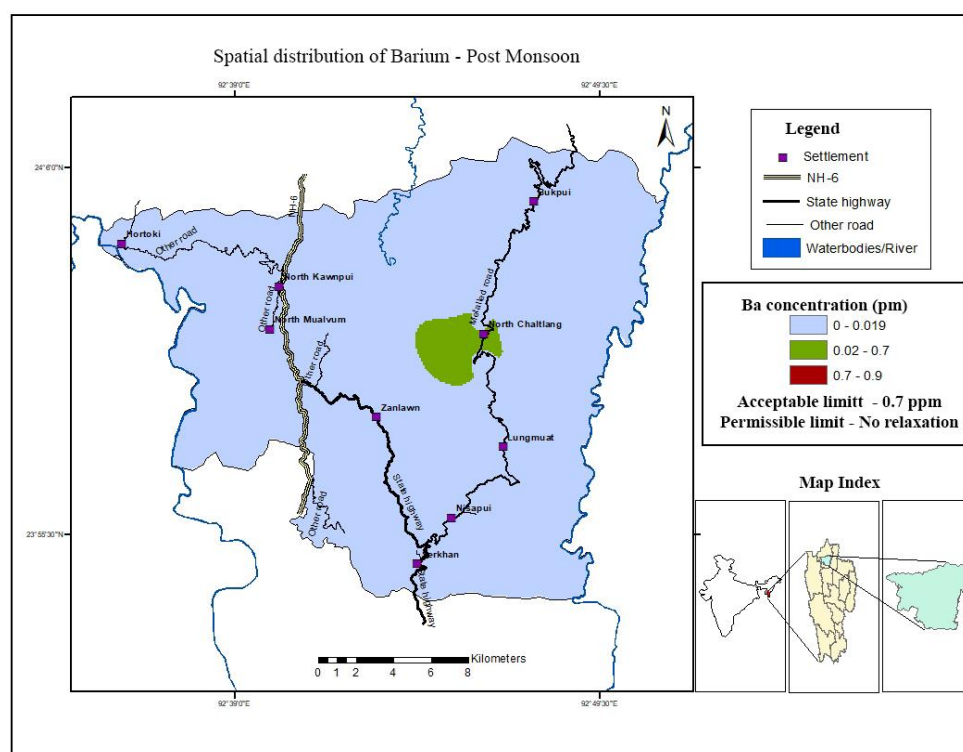 Spatial distribution of Barium - Post Monsoon
92°39'0"E
92°49'30"E
N
24°6'0"N
23°55'30"N
Hortoki
Other road
NH-6
Bukpui
North Kawnpui
Other road
North Mualvum
Metalled road
North Chaltlang
Other road
Zanlawn
Lungmuat
State highway
Other road
Nisapui
Serkhan
State highway
Kilometers
0 1 2 4 6 8
92°39'0"E
92°49'30"E
Legend
Settlement
NH-6
State highway
Other road
Waterbodies/River
Ba concentration (pm)
0 - 0.019
0.02 - 0.7
0.7 - 0.9
Acceptable limitt - 0.7 ppm
Permissible limit - No relaxation
Map Index